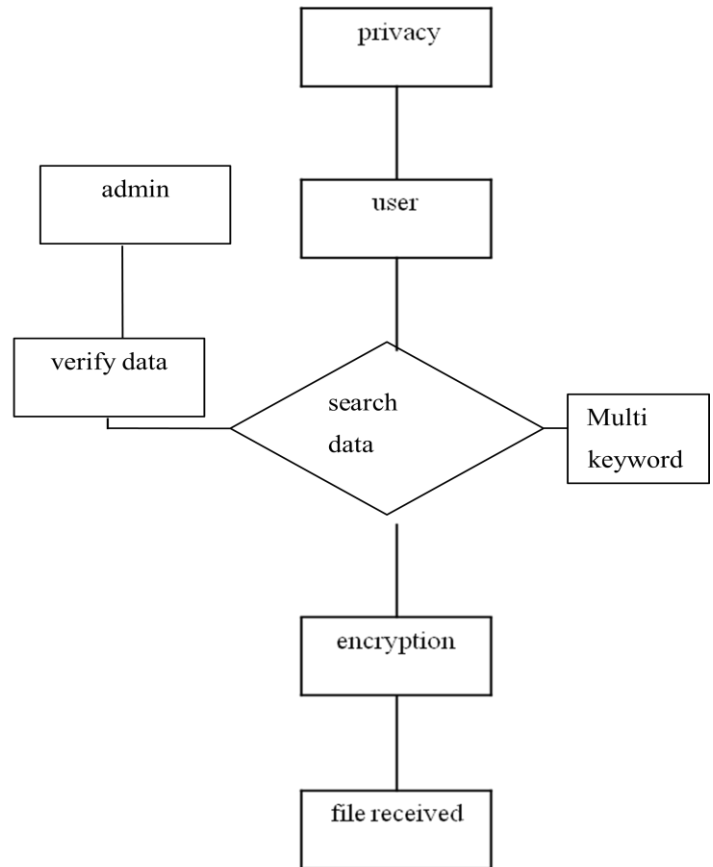 privacy
admin
user
verify data
search
data
Multi
keyword
encryption
file received